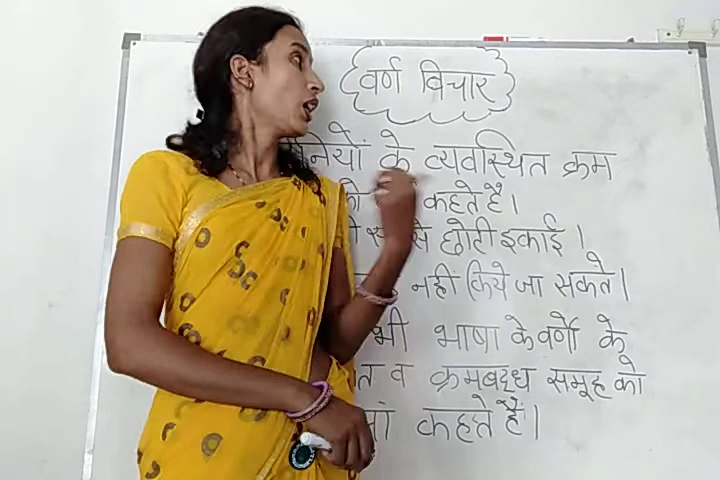 वर्ण विचार
के व्यवस्थित क्रम
कहते है।
छोटी इकाई।
नहीं किये जा सकते।
भाषा के वर्णों के
व क्रमबद्ध समूह को
कहते हैं।